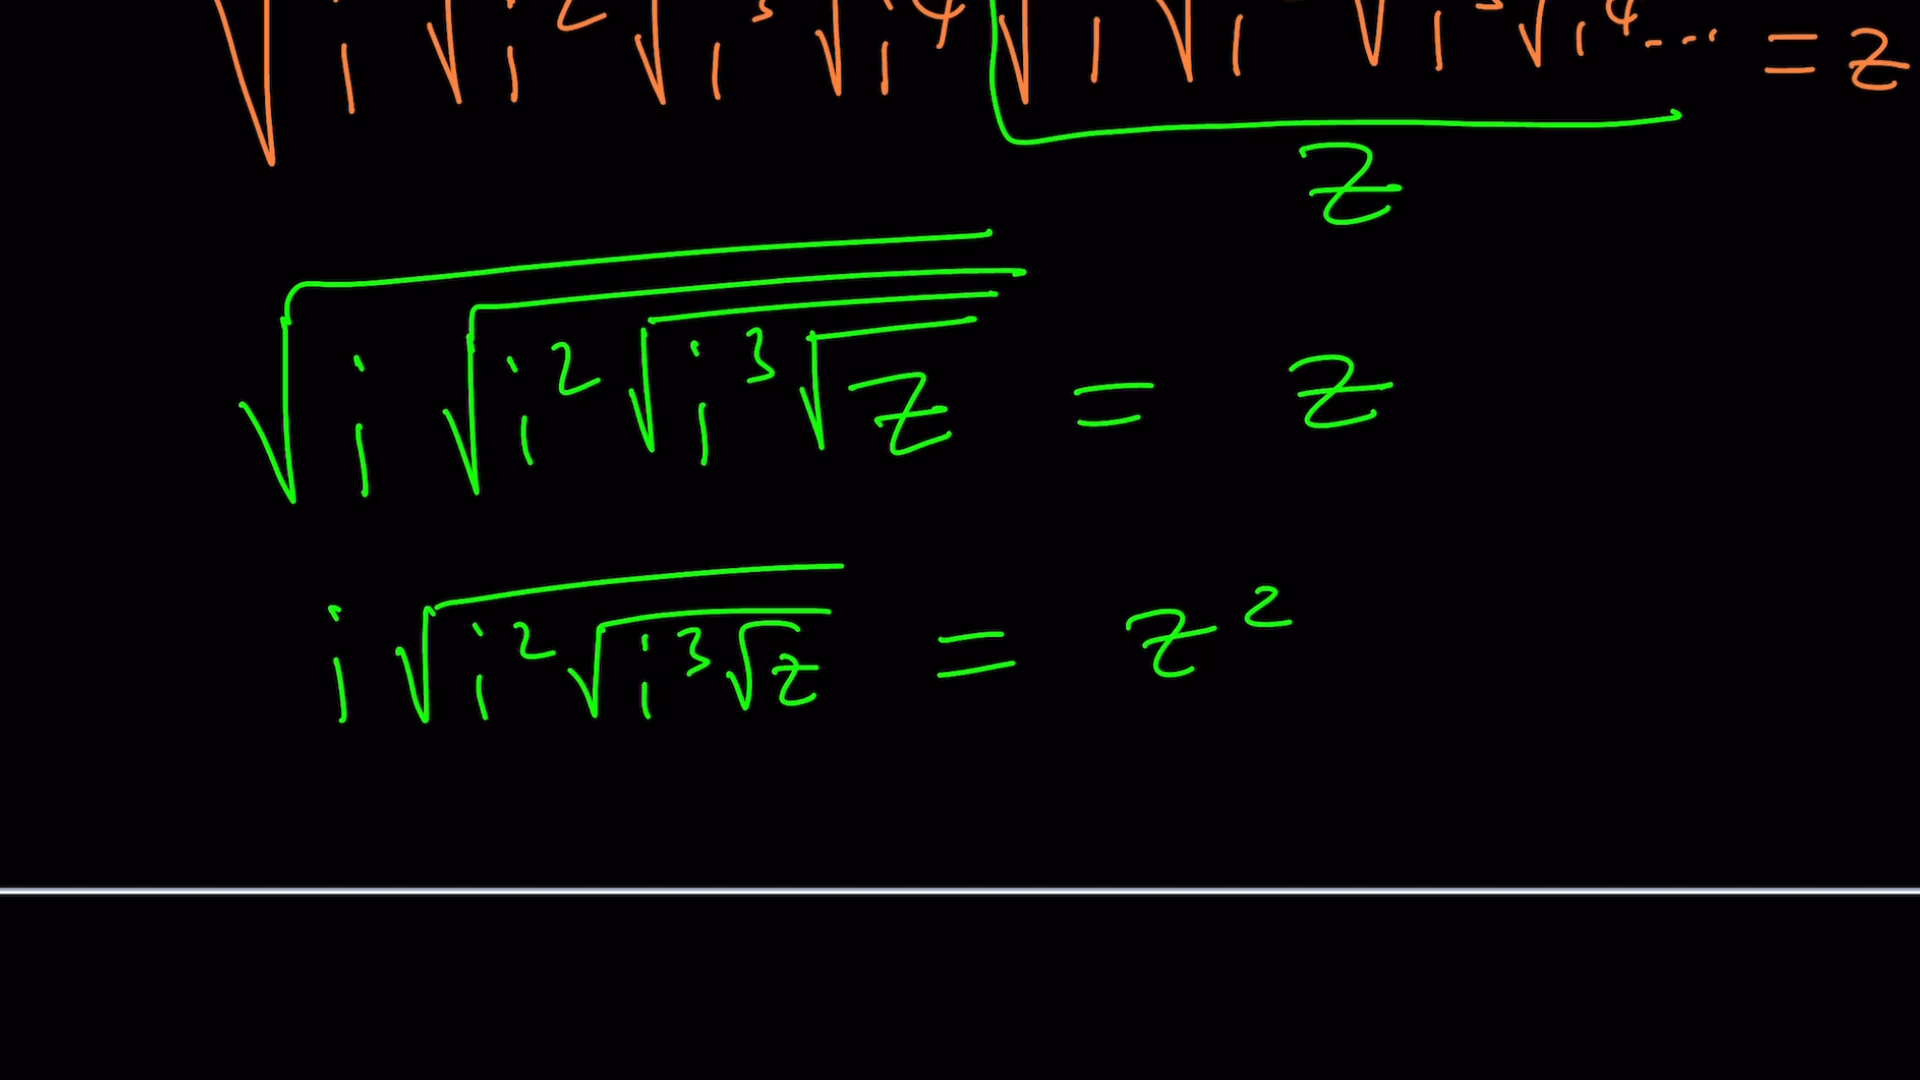 √i √i² √i³ √i⁴ √i √i² √i³ √i⁴... = z
z
√i √i² √i³ √z = z
i √i² √i³ √z = z²